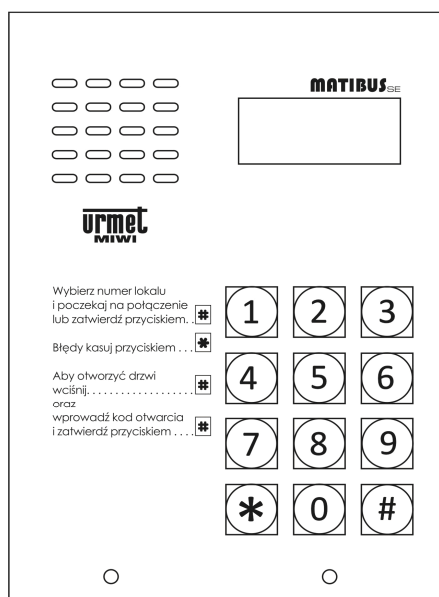 MATIBUS SE
urmet
MIWI
Wybierz numer lokalu
i poczekaj na połączenie
lub zatwierdź przyciskiem. . #
Błędy kasuj przyciskiem . . . *
Aby otworzyć drzwi
wciśnij. . . . . . . . . . . . . . . . . . #
oraz
wprowadź kod otwarcia
i zatwierdź przyciskiem . . . . #
1 2 3
4 5 6
7 8 9
* 0 #